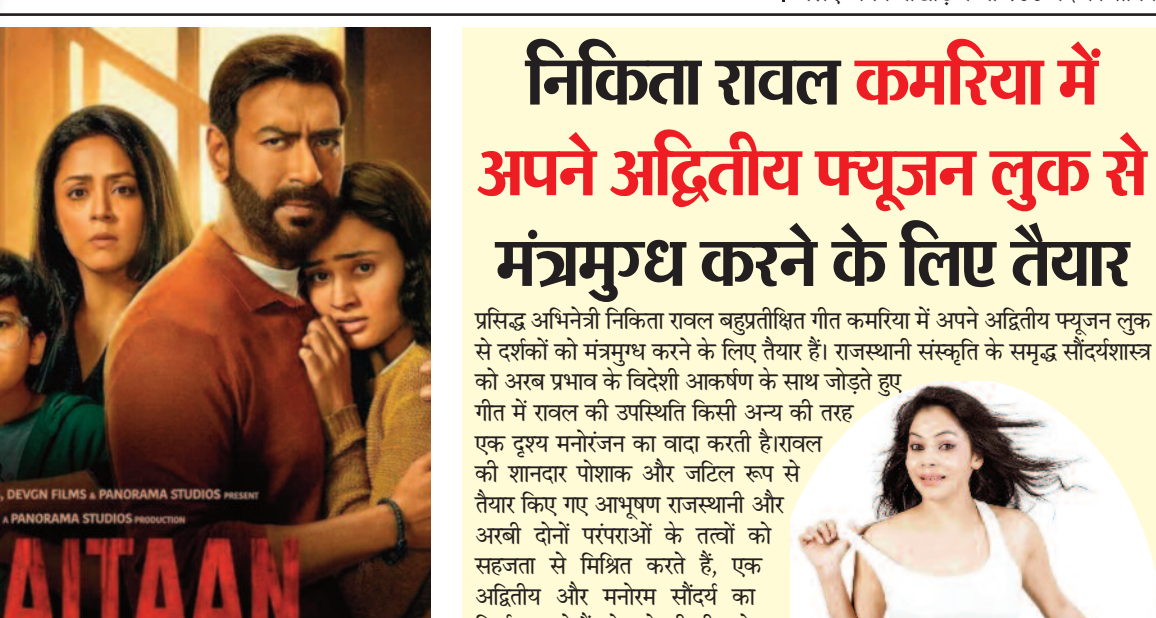 , DEVGN FILMS & PANORAMA STUDIOS PRESENT
A PANORAMA STUDIOS PRODUCTION
AITAAN
निकिता रावल कमरिया में
अपने अद्वितीय फ्यूजन लुक से
मंत्रमुग्ध करने के लिए तैयार
प्रसिद्ध अभिनेत्री निकिता रावल बहुप्रतीक्षित गीत कमरिया में अपने अद्वितीय फ्यूजन लुक
से दर्शकों को मंत्रमुग्ध करने के लिए तैयार हैं। राजस्थानी संस्कृति के समृद्ध सौंदर्यशास्त्र
को अरब प्रभाव के विदेशी आकर्षण के साथ जोड़ते हुए
गीत में रावल की उपस्थिति किसी अन्य की तरह
एक दृश्य मनोरंजन का वादा करती है।रावल
की शानदार पोशाक और जटिल रूप से
तैयार किए गए आभूषण राजस्थानी और
अरबी दोनों परंपराओं के तत्वों को
सहजता से मिश्रित करते हैं, एक
अद्वितीय और मनोरम सौंदर्य का